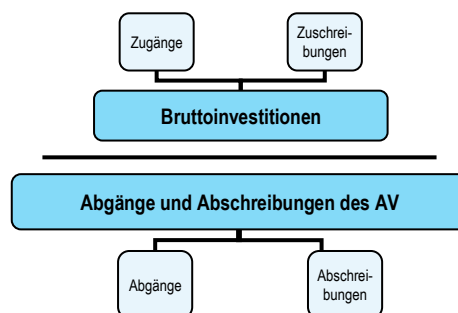 Zugänge
Zuschrei-
bungen
Bruttoinvestitionen
Abgänge und Abschreibungen des AV
Abgänge
Abschrei-
bungen